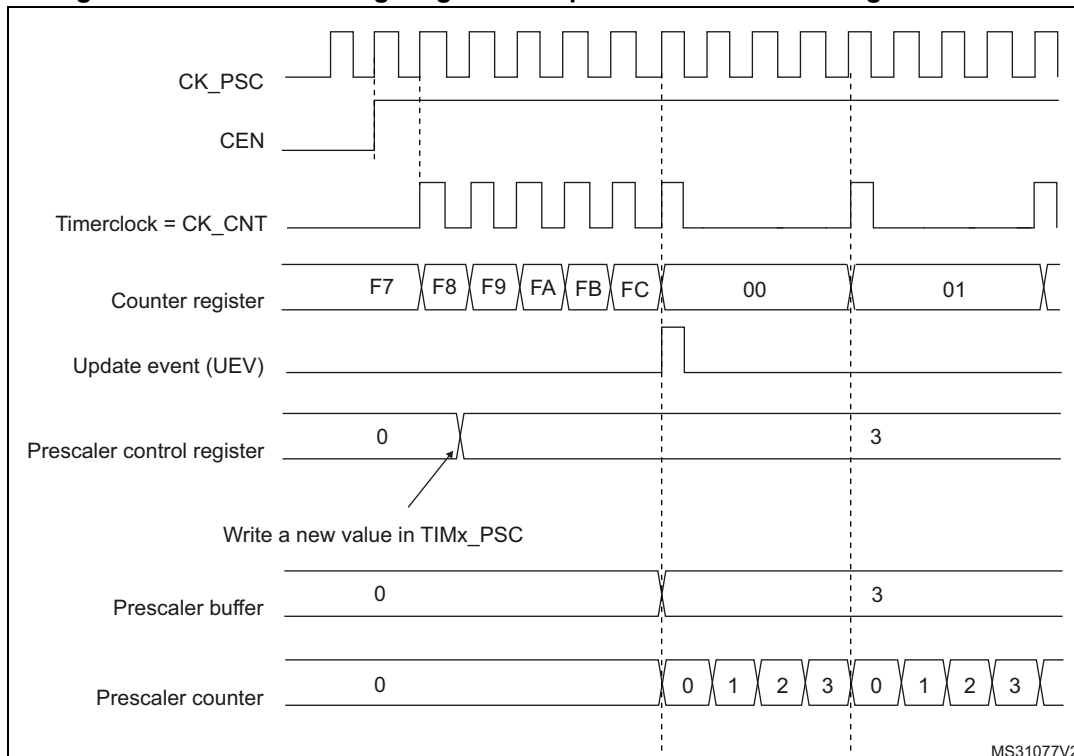 CK_PSC
CEN
Timerclock = CK_CNT
Counter register F7 F8 F9 FA FB FC 00 01
Update event (UEV)
Prescaler control register 0 3
Write a new value in TIMx_PSC
Prescaler buffer 0 3
Prescaler counter 0 0 1 2 3 0 1 2 3
MS31077V2